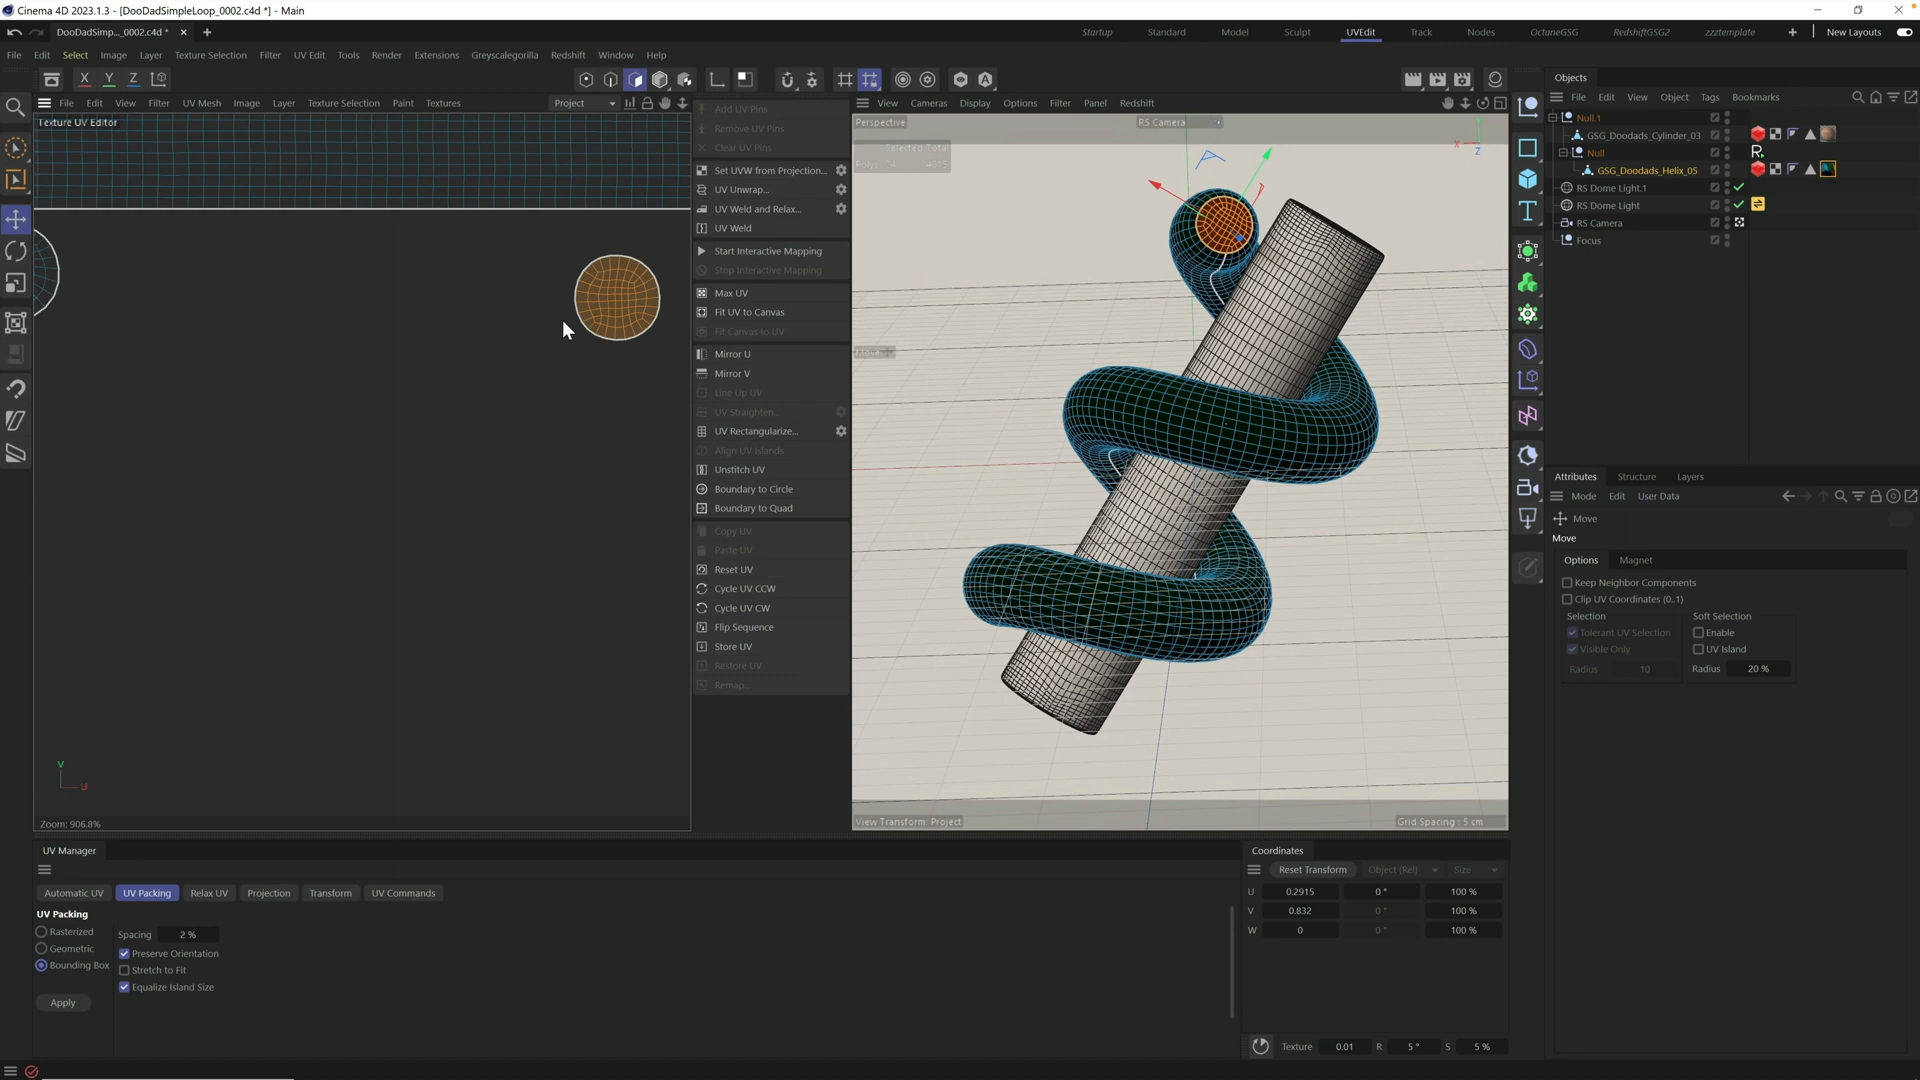 Cinema 4D 2023.1.3 - [DooDadSimpleLoop_0002.c4d *] - Main
DooDadSimp..._0002.c4d *
Startup Standard Model Sculpt UVEdit Track Nodes OctaneGSG RedshiftGSG2 zzztemplate New Layouts
File Edit Select Image Layer Texture Selection Filter UV Edit Tools Render Extensions Greyscalegorilla Redshift Window Help
X Y Z
File Edit View Filter UV Mesh Image Layer Texture Selection Paint Textures Project
Texture UV Editor
V
U
Zoom: 906.8%
Add UV Pins
Remove UV Pins
Clear UV Pins
Set UVW from Projection...
UV Unwrap...
UV Weld and Relax...
UV Weld
Start Interactive Mapping
Stop Interactive Mapping
Max UV
Fit UV to Canvas
Fit Canvas to UV
Mirror U
Mirror V
Line Up UV
UV Straighten...
UV Rectangularize...
Align UV Islands
Unstitch UV
Boundary to Circle
Boundary to Quad
Copy UV
Paste UV
Reset UV
Cycle UV CCW
Cycle UV CW
Flip Sequence
Store UV
Restore UV
Remap...
View Cameras Display Options Filter Panel Redshift
Perspective
RS Camera
Selected Total
Polys 74 4015
X
Z
Move
View Transform: Project
Grid Spacing : 5 cm
Objects
File Edit View Object Tags Bookmarks
Null.1
GSG_Doodads_Cylinder_03
Null
GSG_Doodads_Helix_05
RS Dome Light.1
RS Dome Light
RS Camera
Focus
Attributes Structure Layers
Mode Edit User Data
Move
Move
Options Magnet
Keep Neighbor Components
Clip UV Coordinates (0..1)
Selection Soft Selection
Tolerant UV Selection Enable
Visible Only UV Island
Radius 10 Radius 20 %
UV Manager
Automatic UV UV Packing Relax UV Projection Transform UV Commands
UV Packing
Rasterized
Geometric
Bounding Box
Spacing 2 %
Preserve Orientation
Stretch to Fit
Equalize Island Size
Apply
Coordinates
Reset Transform Object (Rel) Size
U 0.2915 0 ° 100 %
V 0.832 0 ° 100 %
W 0 0 ° 100 %
Texture 0.01 R 5 ° S 5 %